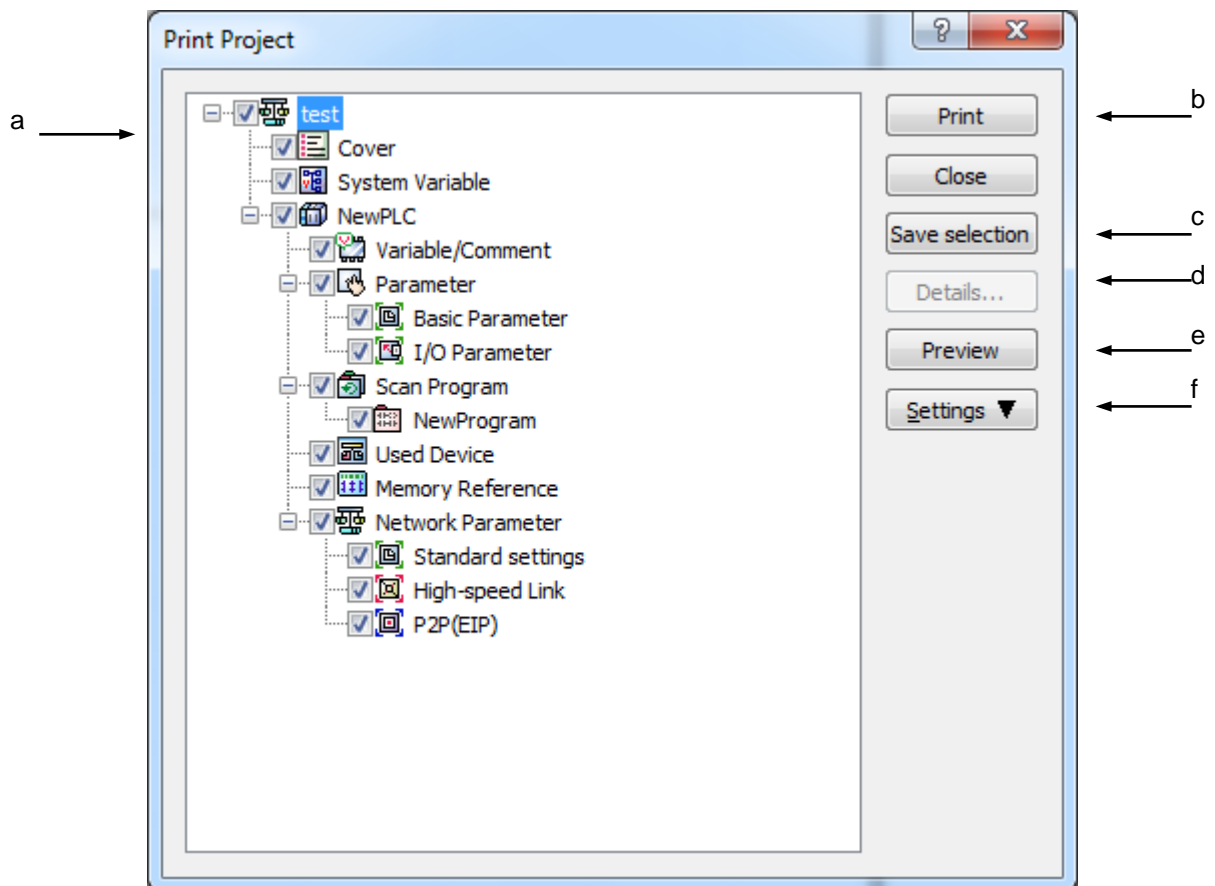 Print Project
a
test
Cover
System Variable
NewPLC
Variable/Comment
Parameter
Basic Parameter
I/O Parameter
Scan Program
NewProgram
Used Device
Memory Reference
Network Parameter
Standard settings
High-speed Link
P2P(EIP)
Print
b
Close
Save selection
c
Details...
d
Preview
e
Settings ▼
f